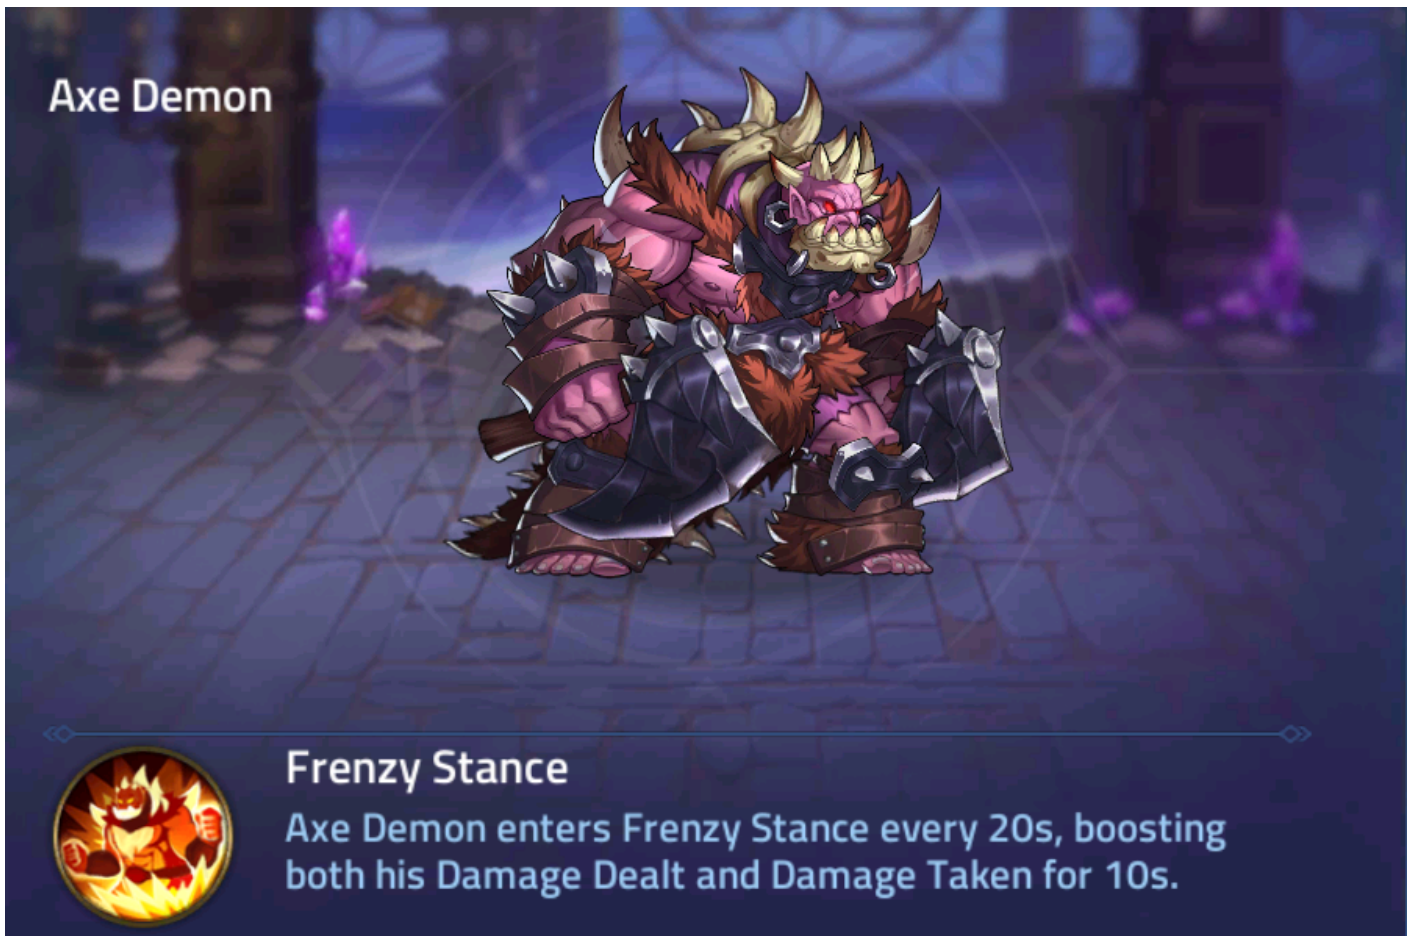 Axe Demon
Frenzy Stance
Axe Demon enters Frenzy Stance every 20s, boosting
both his Damage Dealt and Damage Taken for 10s.